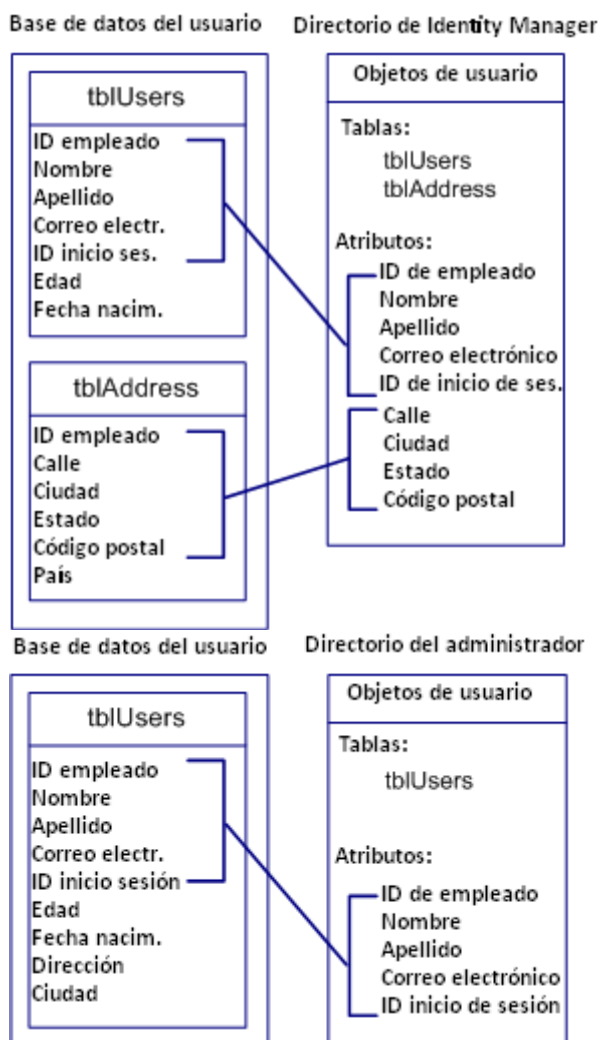 Base de datos del usuario
Directorio de Identity Manager
tblUsers
ID empleado
Nombre
Apellido
Correo electr.
ID inicio ses.
Edad
Fecha nacim.
tblAddress
ID empleado
Calle
Ciudad
Estado
Código postal
País
Objetos de usuario
Tablas:
tblUsers
tblAddress
Atributos:
ID de empleado
Nombre
Apellido
Correo electrónico
ID de inicio de ses.
Calle
Ciudad
Estado
Código postal
Base de datos del usuario
Directorio del administrador
tblUsers
ID empleado
Nombre
Apellido
Correo electr.
ID inicio sesión
Edad
Fecha nacim.
Dirección
Ciudad
Objetos de usuario
Tablas:
tblUsers
Atributos:
ID de empleado
Nombre
Apellido
Correo electrónico
ID inicio de sesión